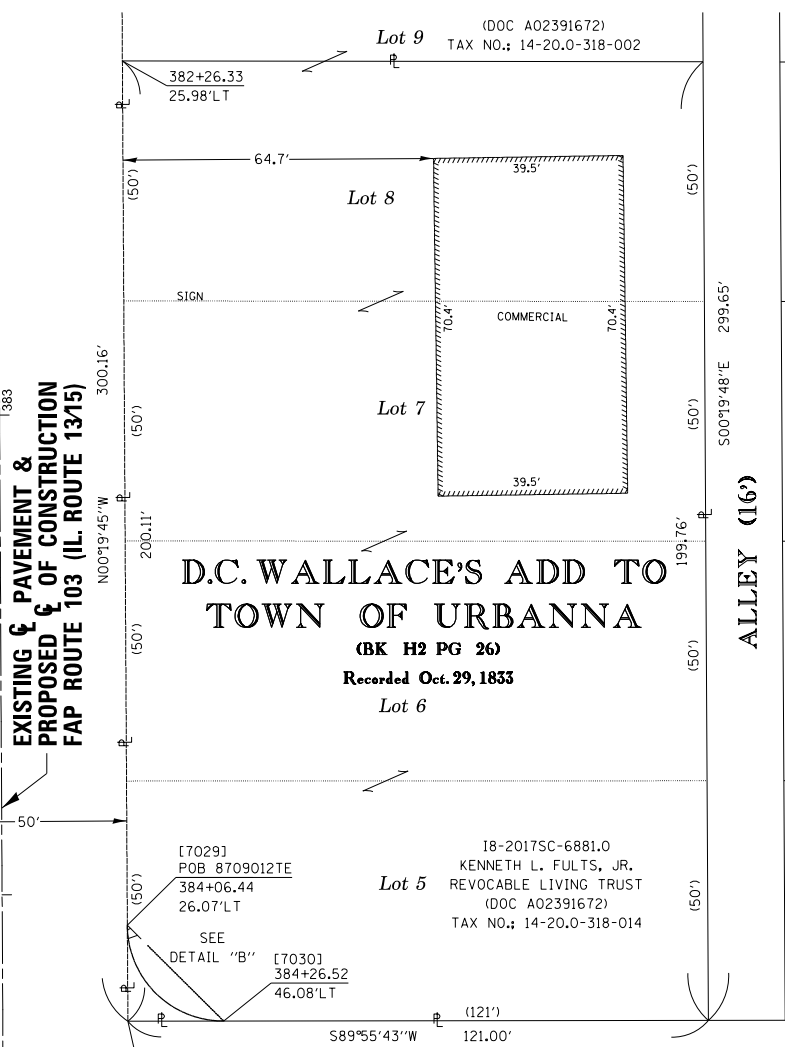 Lot 9
(DOC A02391672)
TAX NO.; 14-20.0-318-002
P L
382+26.33
25.98'LT
P L
64.7'
39.5'
(50')
(50')
Lot 8
SIGN
70.4'
COMMERCIAL
70.4'
299.65'
S00°19'48"E
300.16'
N00°19'45"W
383
(50')
Lot 7
(50')
39.5'
P L
P L
200.11'
199.76'
ALLEY (16')
EXISTING C L PAVEMENT &
PROPOSED C L OF CONSTRUCTION
FAP ROUTE 103 (IL. ROUTE 13/15)
D.C. WALLACE'S ADD TO
TOWN OF URBANNA
(BK H2 PG 26)
Recorded Oct. 29, 1833
(50')
(50')
Lot 6
P L
50'
[7029]
POB 8709012TE
384+06.44
26.07'LT
(50')
Lot 5
I8-2017SC-6881.0
KENNETH L. FULTS, JR.
REVOCABLE LIVING TRUST
(DOC A02391672)
TAX NO.; 14-20.0-318-014
(50')
SEE
DETAIL "B"
[7030]
384+26.52
46.08'LT
P L
P L
P L
(121')
S89°55'43"W 121.00'